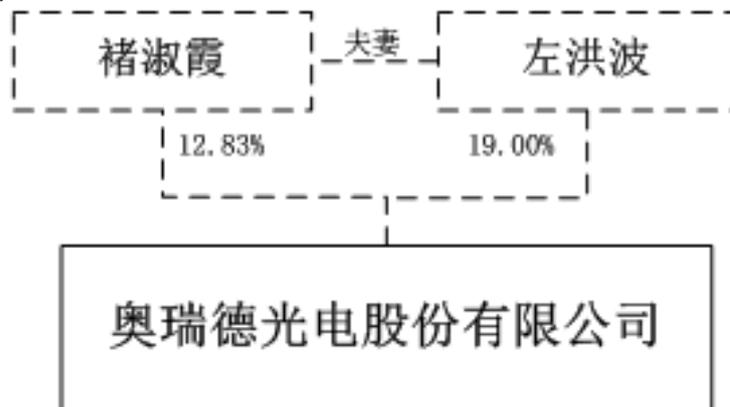 褚淑霞
夫妻
左洪波
12.83%
19.00%
奥瑞德光电股份有限公司